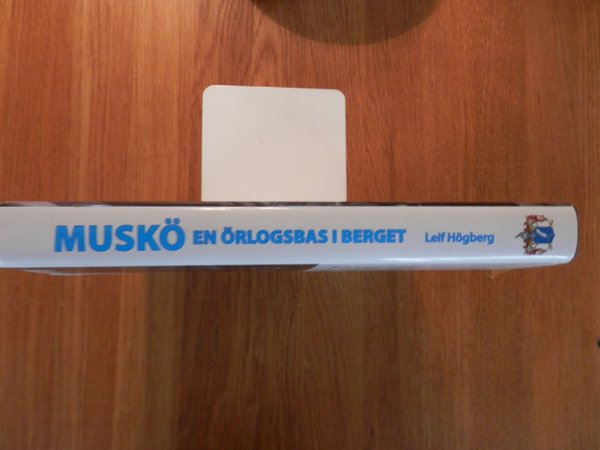 MUSKÖ EN ÖRLOGSBAS I BERGET Leif Högberg